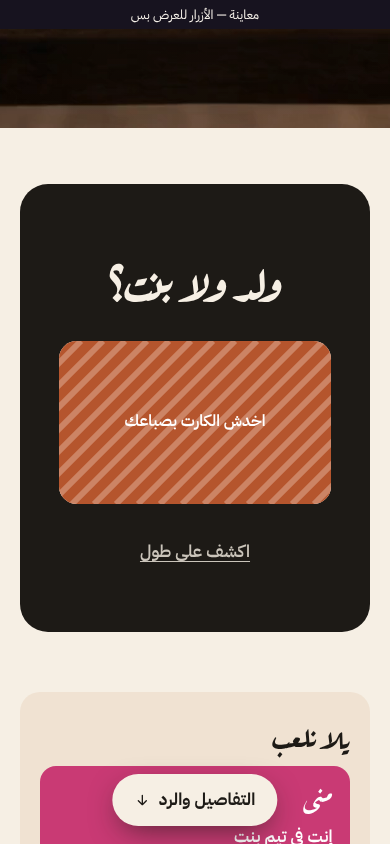 معاينة — الأزرار للعرض بس
ولد ولا بنت؟
اخدش الكارت بصباعك
اكشف على طول
يلا نلعب
منى
التفاصيل والرد ↓
إنت في تيم بنت